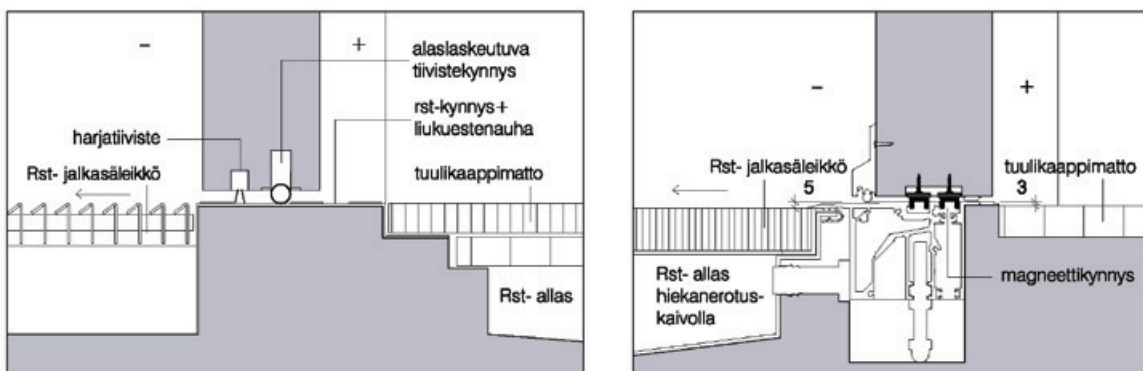 -
+
alaslaskeutuva
tiivistekynnys
rst-kynnys+
liukuestenauha
harjatiiviste
Rst- jalkasäleikkö
tuulikaappimatto
Rst- allas
-
+
Rst- jalkasäleikkö
5
3
tuulikaappimatto
Rst- allas
hiekanerotus-
kaivolla
magneettikynnys